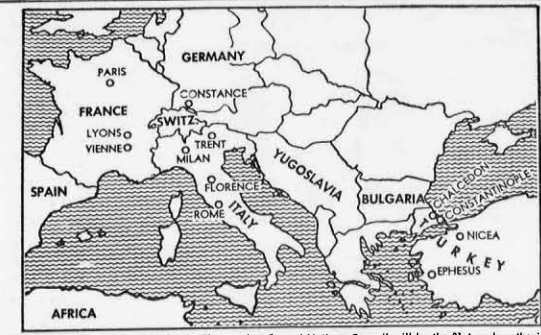 GERMANY
PARIS
CONSTANCE
FRANCE
SWITZ.
LYONS
TRENT
VIENNE
MILAN
YUGOSLAVIA
SPAIN
FLORENCE
BULGARIA
CHALCEDON
CONSTANTINOPLE
ROME
ITALY
NICEA
TURKEY
EPHESUS
AFRICA